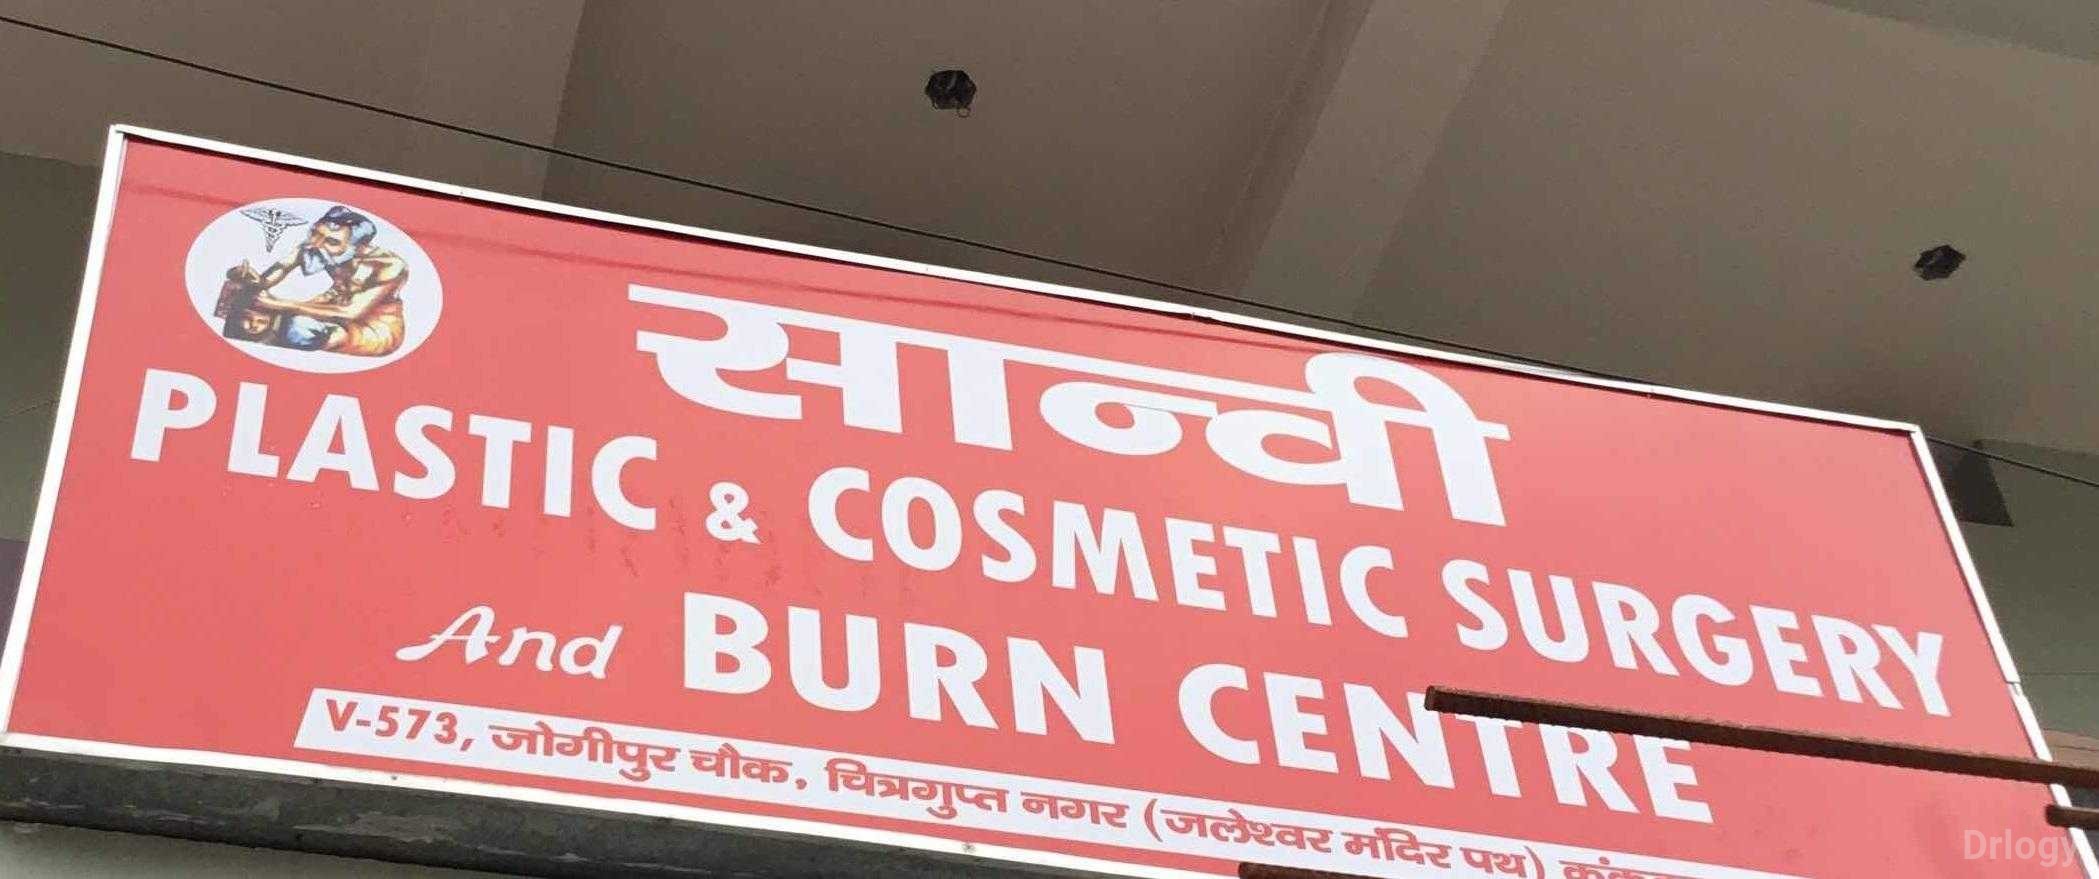 सान्वी
PLASTIC & COSMETIC SURGERY
And BURN CENTRE
V-573, जोगीपुर चौक, चित्रगुप्त नगर (जलेश्वर मंदिर पथ)
Drlogy